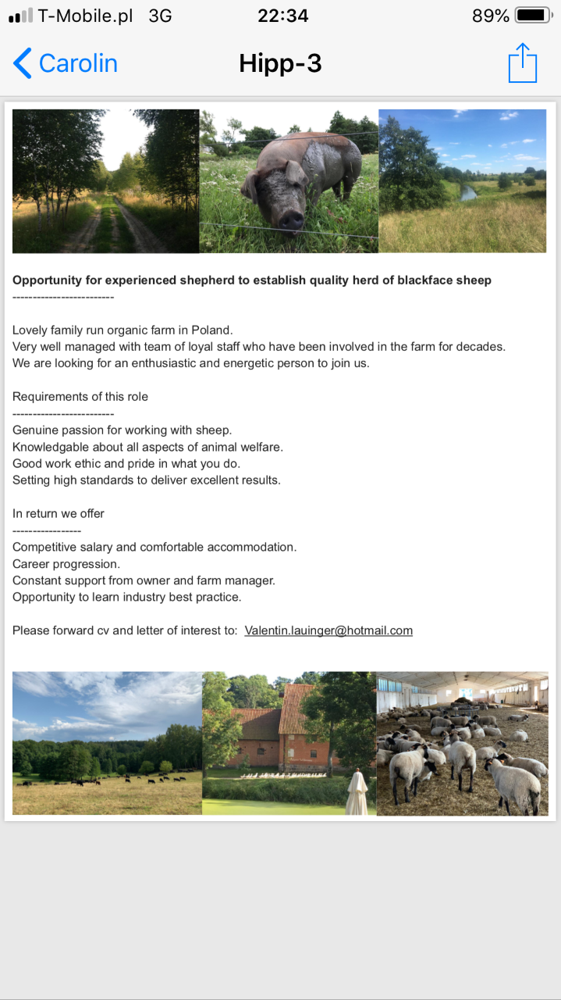 T-Mobile.pl 3G 22:34 89%
Carolin Hipp-3
Opportunity for experienced shepherd to establish quality herd of blackface sheep
-------------------------
Lovely family run organic farm in Poland.
Very well managed with team of loyal staff who have been involved in the farm for decades.
We are looking for an enthusiastic and energetic person to join us.
Requirements of this role
-------------------------
Genuine passion for working with sheep.
Knowledgable about all aspects of animal welfare.
Good work ethic and pride in what you do.
Setting high standards to deliver excellent results.
In return we offer
-----------------
Competitive salary and comfortable accommodation.
Career progression.
Constant support from owner and farm manager.
Opportunity to learn industry best practice.
Please forward cv and letter of interest to: Valentin.lauinger@hotmail.com